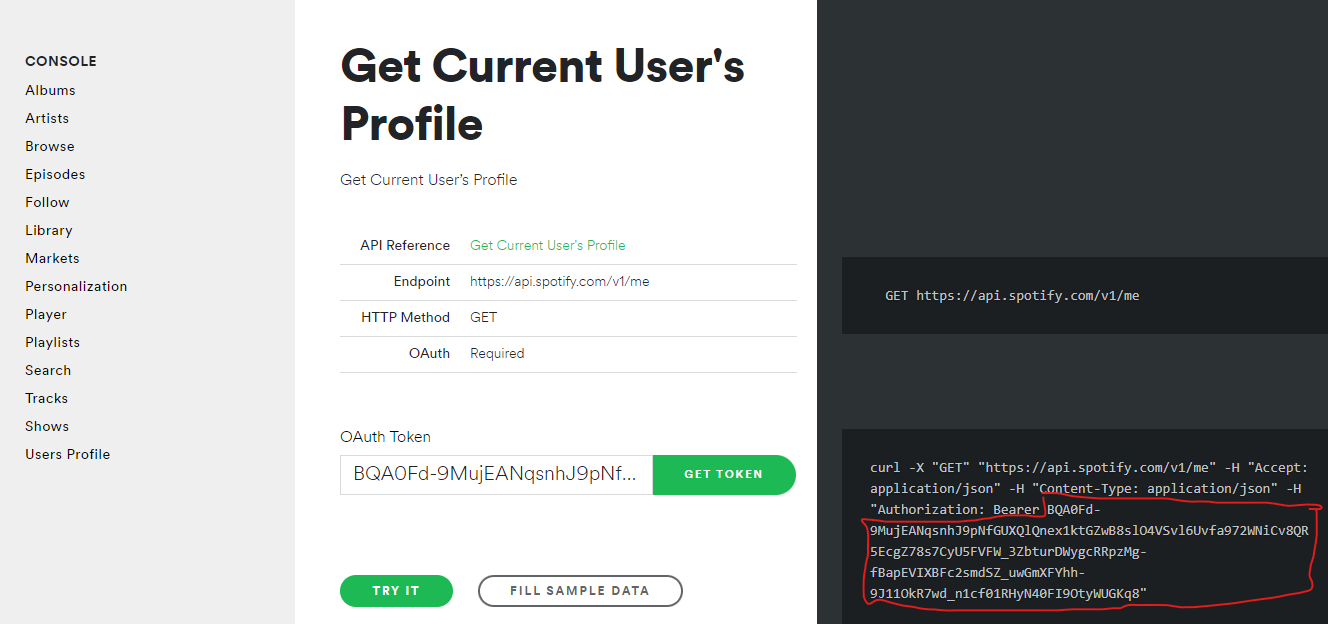 CONSOLE
Albums
Artists
Browse
Episodes
Follow
Library
Markets
Personalization
Player
Playlists
Search
Tracks
Shows
Users Profile
Get Current User's
Profile
Get Current User's Profile
API Reference Get Current User's Profile
Endpoint https://api.spotify.com/v1/me
HTTP Method GET
OAuth Required
OAuth Token
BQA0Fd-9MujEANqsnhJ9pNf... GET TOKEN
TRY IT FILL SAMPLE DATA
GET https://api.spotify.com/v1/me
curl -X "GET" "https://api.spotify.com/v1/me" -H "Accept:
application/json" -H "Content-Type: application/json" -H
"Authorization: Bearer BQA0Fd-
9MujEANqsnhJ9pNfGUXQlQnex1ktGZwB8slO4VSvl6Uvfa972WNiCv8QR
5EcgZ78s7CyU5FVFW_3ZbturDWygcRRpzMg-
fBapEVIXBFc2smdSZ_uwGmXFYhh-
9J11OkR7wd_n1cf01RHyN40FI9OtyWUGKq8"